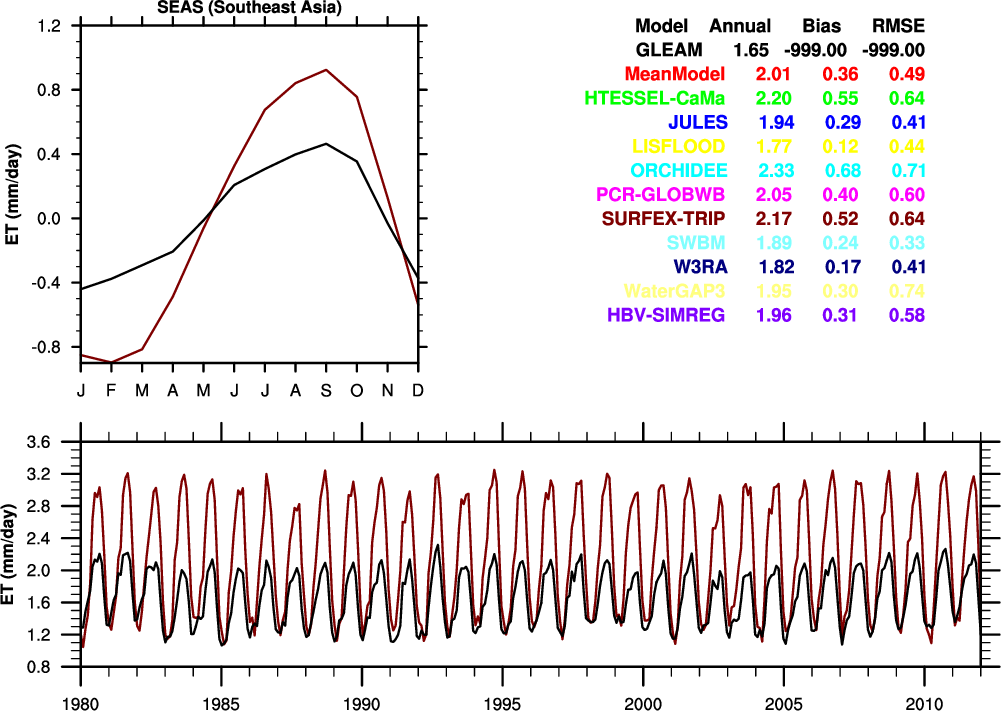 SEAS (Southeast Asia)
1.2
0.8
0.4
0.0
-0.4
-0.8
ET (mm/day)
J F M A M J J A S O N D
Model Annual Bias RMSE
GLEAM 1.65 -999.00 -999.00
MeanModel 2.01 0.36 0.49
HTESSEL-CaMa 2.20 0.55 0.64
JULES 1.94 0.29 0.41
LISFLOOD 1.77 0.12 0.44
ORCHIDEE 2.33 0.68 0.71
PCR-GLOBWB 2.05 0.40 0.60
SURFEX-TRIP 2.17 0.52 0.64
SWBM 1.89 0.24 0.33
W3RA 1.82 0.17 0.41
WaterGAP3 1.95 0.30 0.74
HBV-SIMREG 1.96 0.31 0.58
3.6
3.2
2.8
2.4
2.0
1.6
1.2
0.8
ET (mm/day)
1980 1985 1990 1995 2000 2005 2010